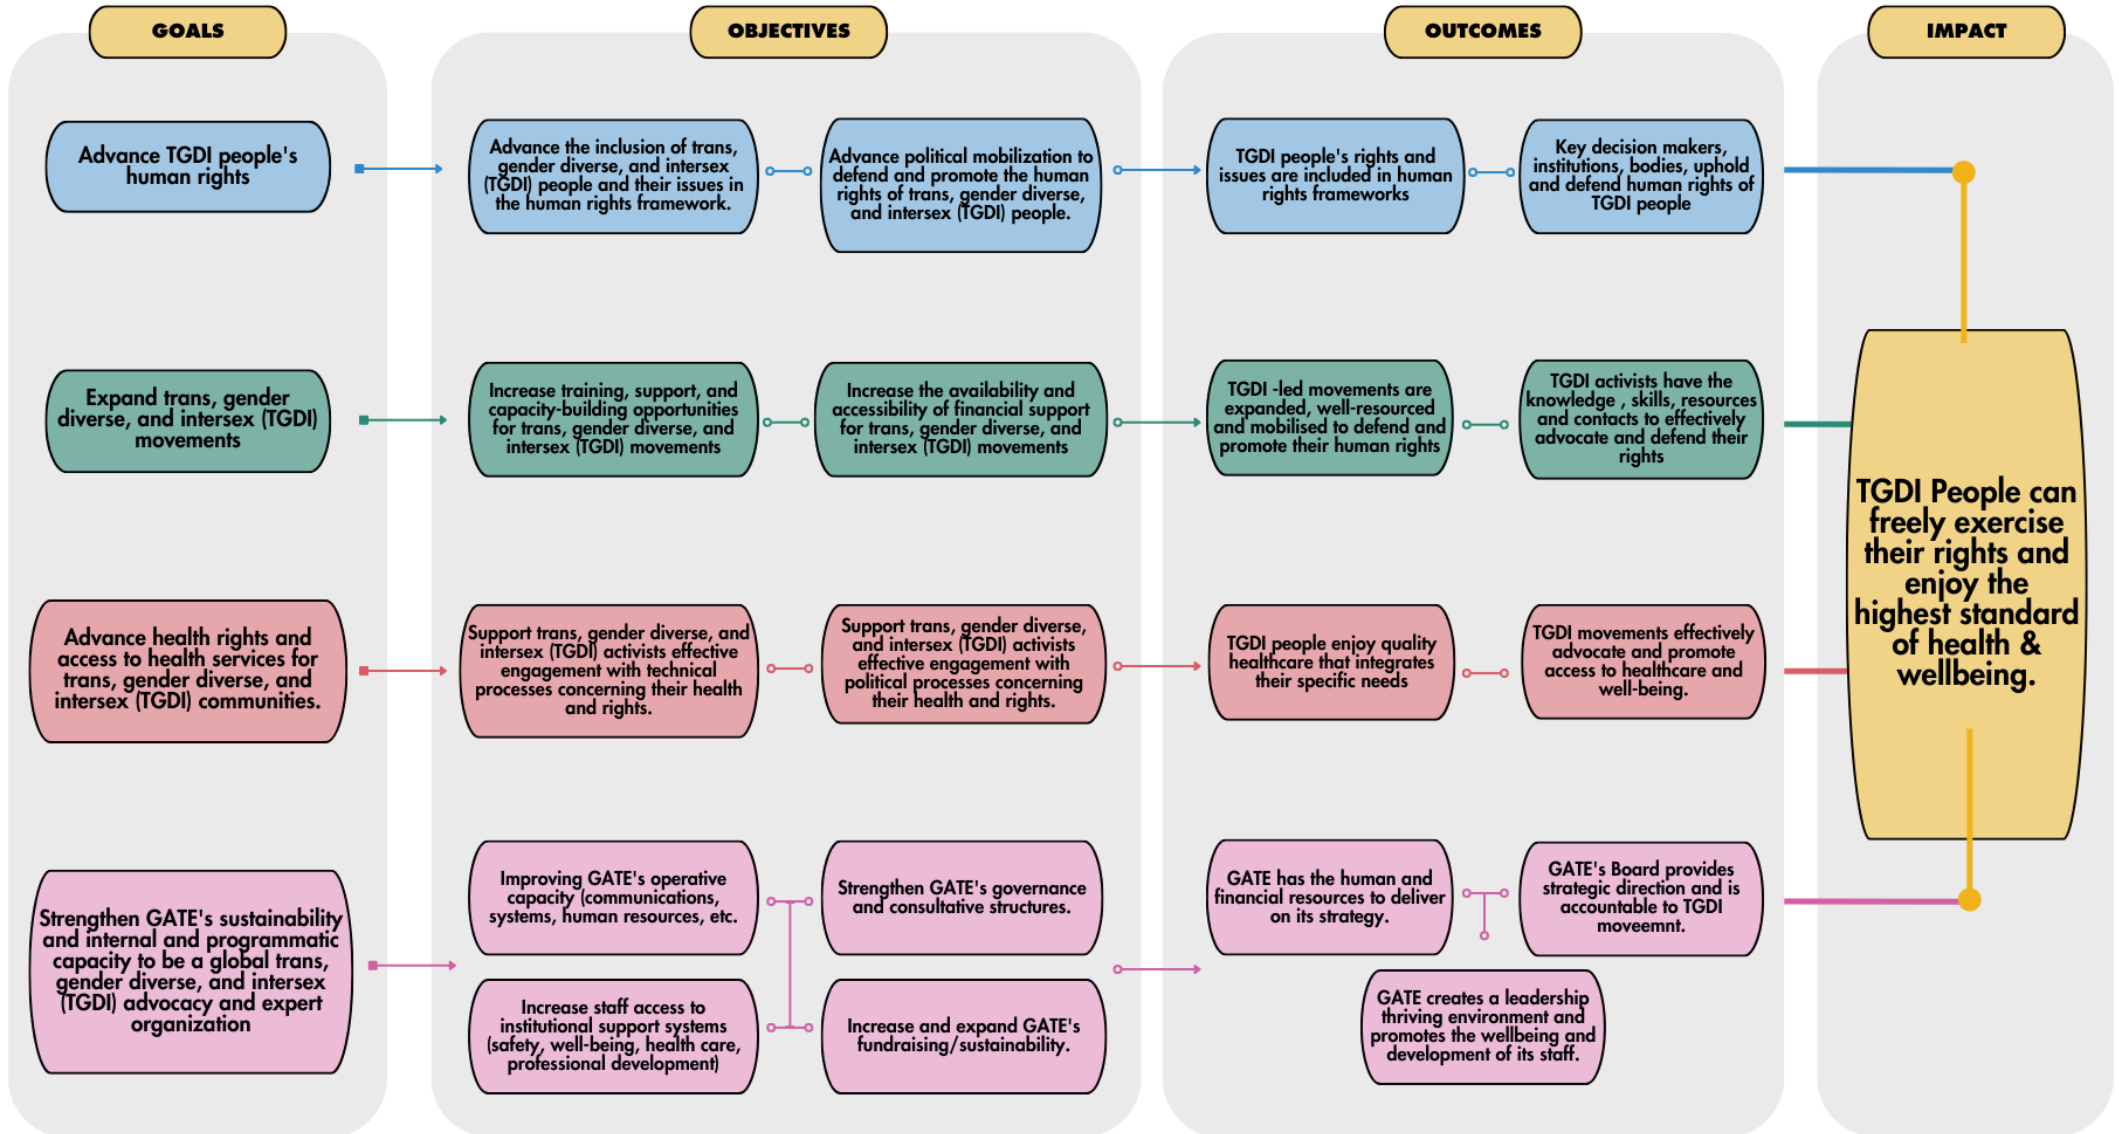 GOALS
OBJECTIVES
OUTCOMES
IMPACT
Advance TGDI people's
human rights
Advance the inclusion of trans,
gender diverse, and intersex
(TGDI) people and their issues in
the human rights framework.
Advance political mobilization to
defend and promote the human
rights of trans, gender diverse,
and intersex (TGDI) people.
TGDI people's rights and
issues are included in human
rights frameworks
Key decision makers,
institutions, bodies, uphold
and defend human rights of
TGDI people
Expand trans, gender
diverse, and intersex (TGDI)
movements
Increase training, support, and
capacity-building opportunities
for trans, gender diverse, and
intersex (TGDI) movements
Increase the availability and
accessibility of financial support
for trans, gender diverse, and
intersex (TGDI) movements
TGDI -led movements are
expanded, well-resourced
and mobilised to defend and
promote their human rights
TGDI activists have the
knowledge , skills, resources
and contacts to effectively
advocate and defend their
rights
Advance health rights and
access to health services for
trans, gender diverse, and
intersex (TGDI) communities.
Support trans, gender diverse, and
intersex (TGDI) activists effective
engagement with technical
processes concerning their health
and rights.
Support trans, gender diverse,
and intersex (TGDI) activists
effective engagement with
political processes concerning
their health and rights.
TGDI people enjoy quality
healthcare that integrates
their specific needs
TGDI movements effectively
advocate and promote
access to healthcare and
well-being.
Strengthen GATE's sustainability
and internal and programmatic
capacity to be a global trans,
gender diverse, and intersex
(TGDI) advocacy and expert
organization
Improving GATE's operative
capacity (communications,
systems, human resources, etc.
Strengthen GATE's governance
and consultative structures.
Increase staff access to
institutional support systems
(safety, well-being, health care,
professional development)
Increase and expand GATE's
fundraising/sustainability.
GATE has the human and
financial resources to deliver
on its strategy.
GATE's Board provides
strategic direction and is
accountable to TGDI
moveemnt.
GATE creates a leadership
thriving environment and
promotes the wellbeing and
development of its staff.
TGDI People can
freely exercise
their rights and
enjoy the
highest standard
of health &
wellbeing.